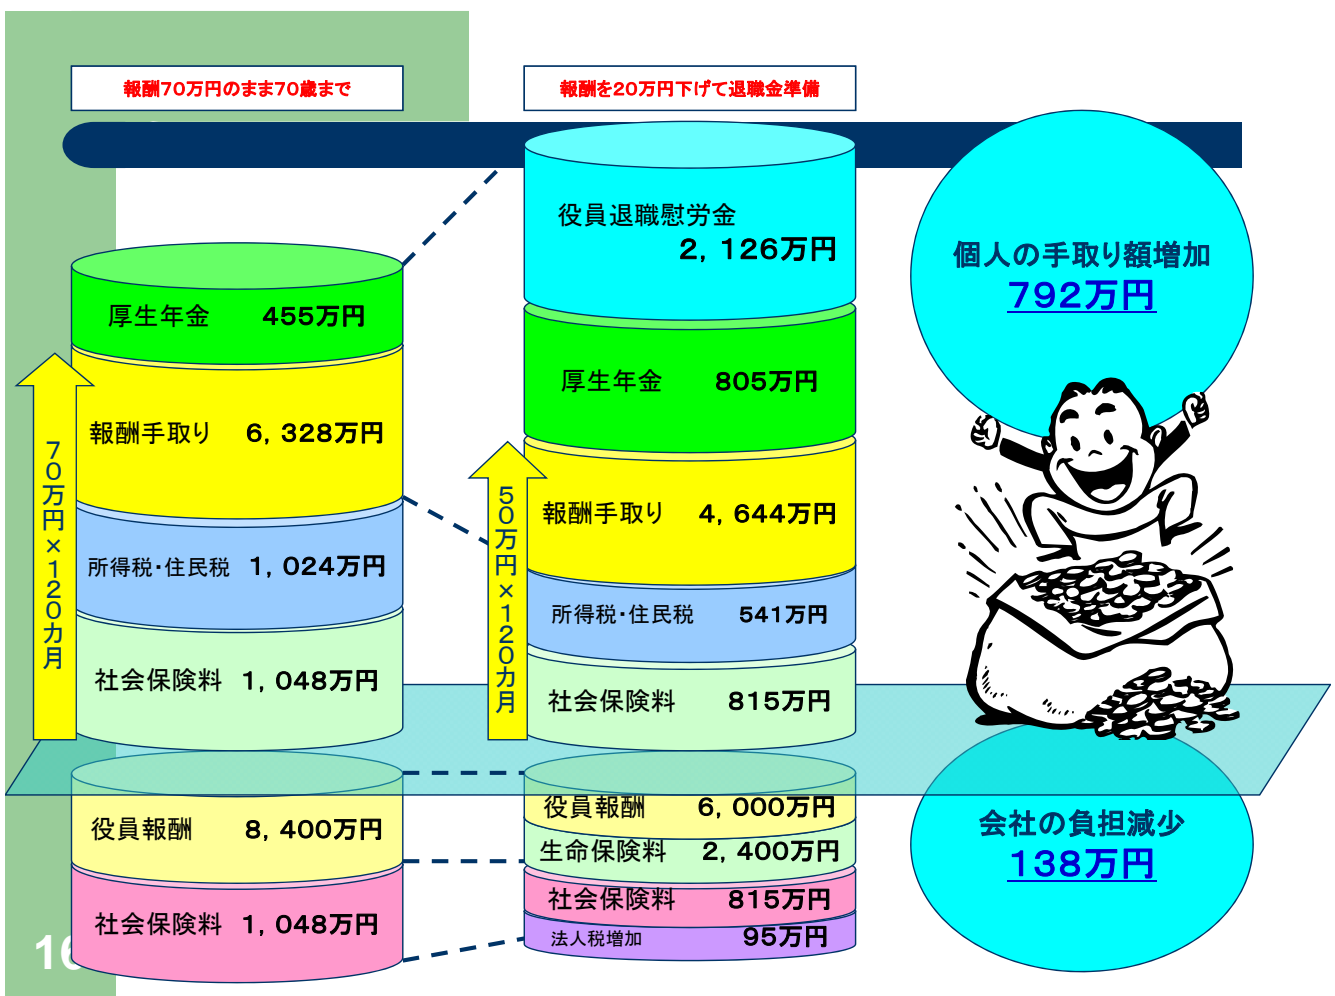 報酬70万円のまま70歳まで
報酬を20万円下げて退職金準備
役員退職慰労金
2,126万円
厚生年金 455万円
厚生年金 805万円
報酬手取り 6,328万円
報酬手取り 4,644万円
所得税・住民税 1,024万円
所得税・住民税 541万円
社会保険料 1,048万円
社会保険料 815万円
70万円×120カ月
50万円×120カ月
個人の手取り額増加
792万円
役員報酬 8,400万円
社会保険料 1,048万円
役員報酬 6,000万円
生命保険料 2,400万円
社会保険料 815万円
法人税増加 95万円
会社の負担減少
138万円
16